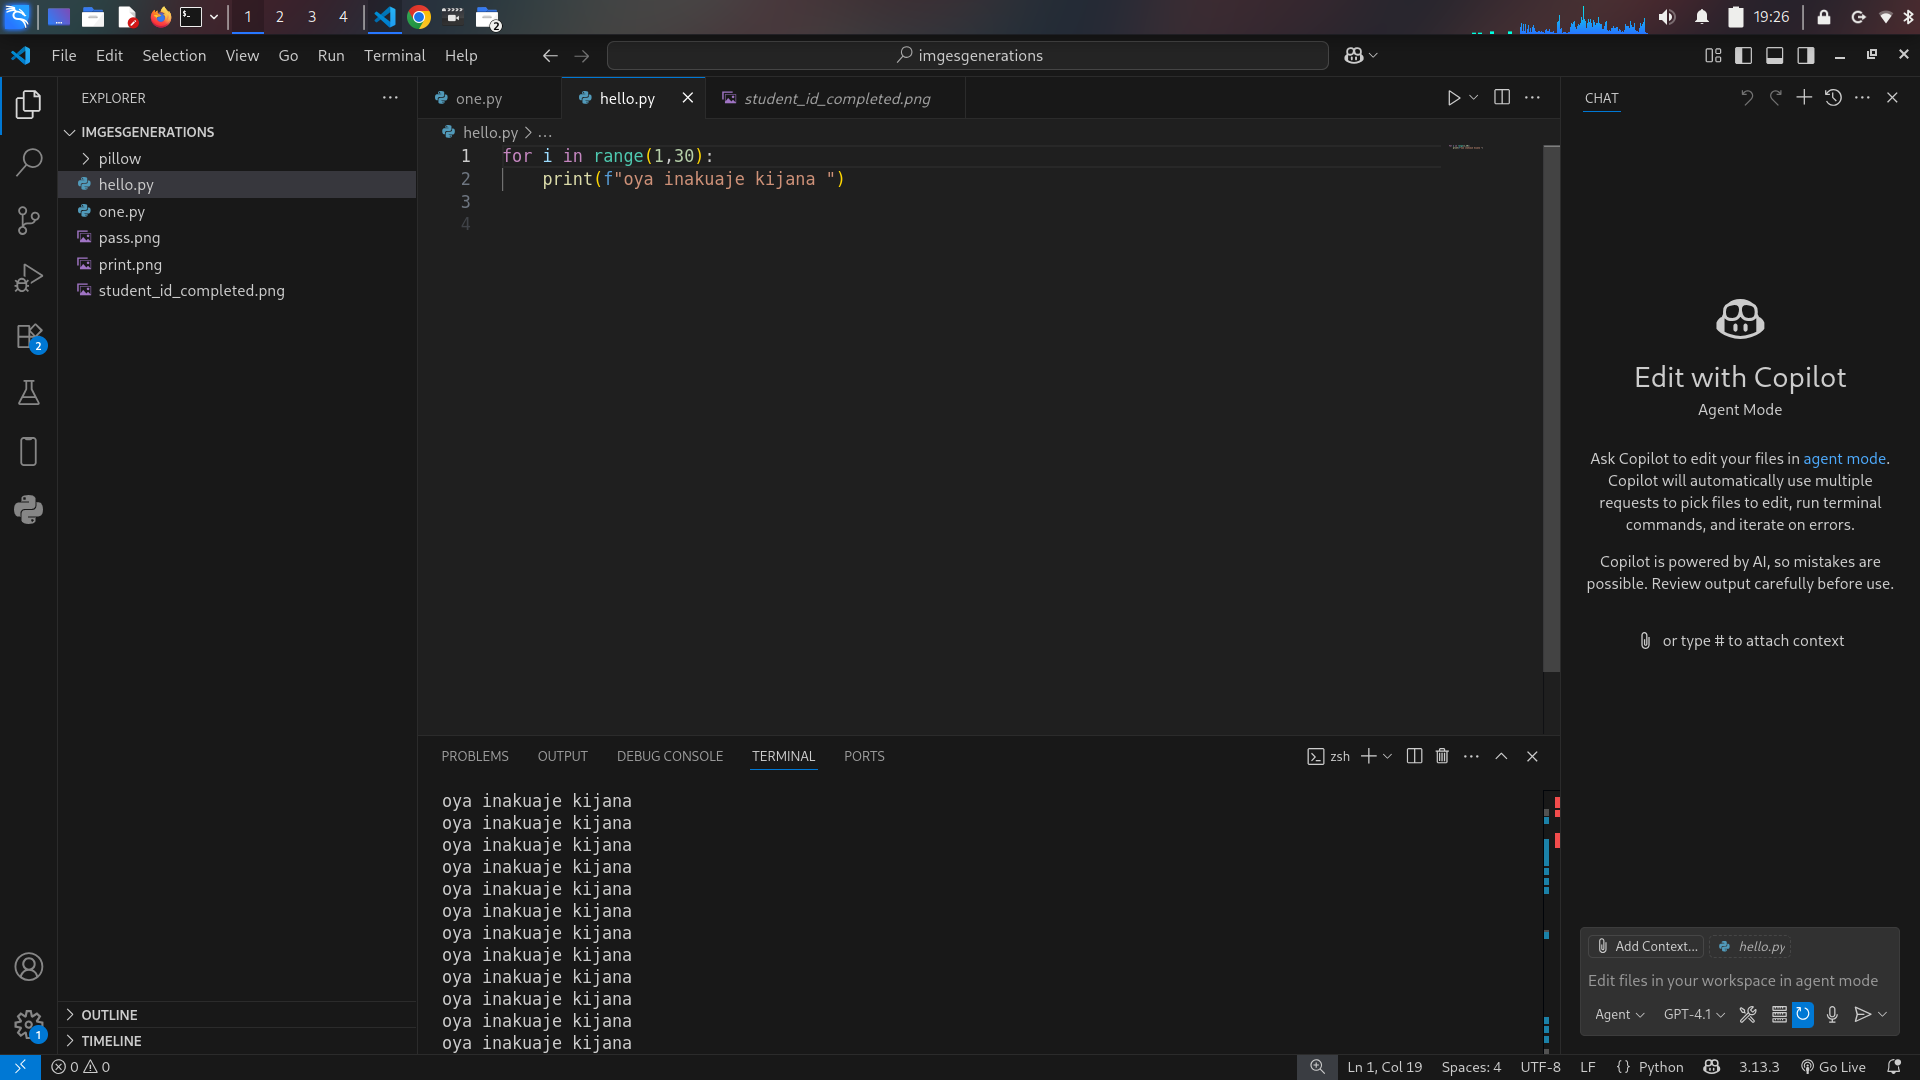 1 2 3 4 2 19:26
File Edit Selection View Go Run Terminal Help imgesgenerations
EXPLORER
IMGESGENERATIONS
pillow
hello.py
one.py
pass.png
print.png
student_id_completed.png
2
OUTLINE
TIMELINE
1
one.py hello.py student_id_completed.png
hello.py > ...
1 for i in range(1,30):
2 print(f"oya inakuaje kijana ")
3
4
PROBLEMS OUTPUT DEBUG CONSOLE TERMINAL PORTS zsh
oya inakuaje kijana
oya inakuaje kijana
oya inakuaje kijana
oya inakuaje kijana
oya inakuaje kijana
oya inakuaje kijana
oya inakuaje kijana
oya inakuaje kijana
oya inakuaje kijana
oya inakuaje kijana
oya inakuaje kijana
oya inakuaje kijana
CHAT
Edit with Copilot
Agent Mode
Ask Copilot to edit your files in agent mode.
Copilot will automatically use multiple
requests to pick files to edit, run terminal
commands, and iterate on errors.
Copilot is powered by AI, so mistakes are
possible. Review output carefully before use.
or type # to attach context
Add Context... hello.py
Edit files in your workspace in agent mode
Agent GPT-4.1
0 0 Ln 1, Col 19 Spaces: 4 UTF-8 LF {} Python 3.13.3 Go Live